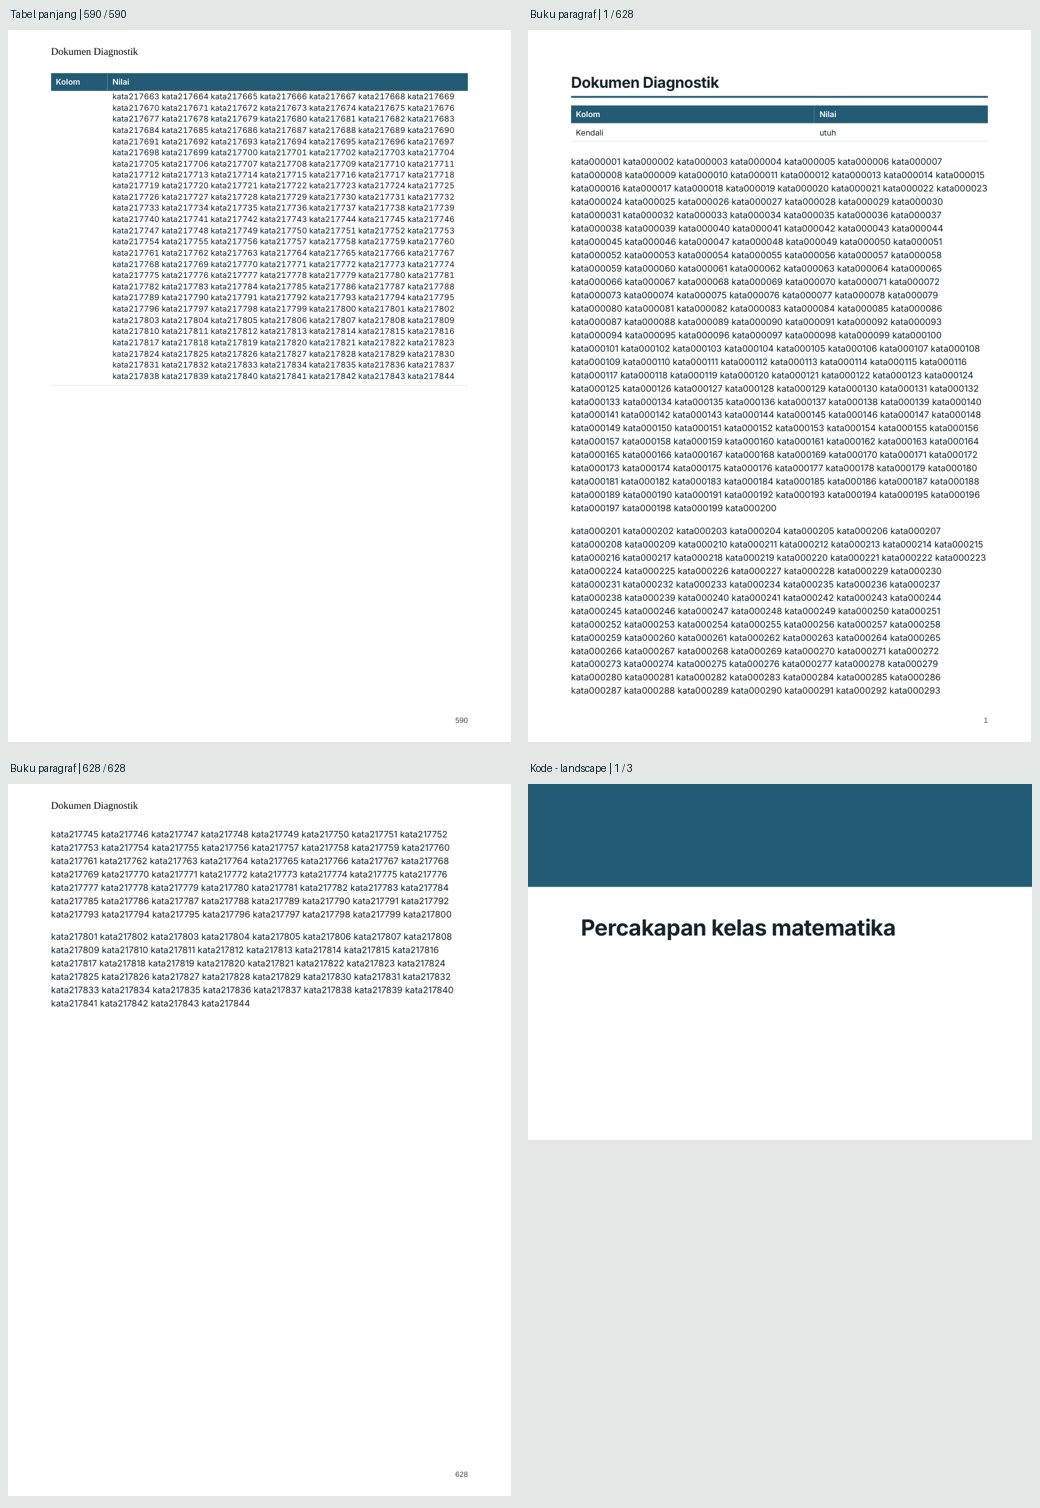 Tabel panjang | 590 / 590
Dokumen Diagnostik
Kolom Nilai
kata217663 kata217664 kata217665 kata217666 kata217667 kata217668 kata217669
kata217670 kata217671 kata217672 kata217673 kata217674 kata217675 kata217676
kata217677 kata217678 kata217679 kata217680 kata217681 kata217682 kata217683
kata217684 kata217685 kata217686 kata217687 kata217688 kata217689 kata217690
kata217691 kata217692 kata217693 kata217694 kata217695 kata217696 kata217697
kata217698 kata217699 kata217700 kata217701 kata217702 kata217703 kata217704
kata217705 kata217706 kata217707 kata217708 kata217709 kata217710 kata217711
kata217712 kata217713 kata217714 kata217715 kata217716 kata217717 kata217718
kata217719 kata217720 kata217721 kata217722 kata217723 kata217724 kata217725
kata217726 kata217727 kata217728 kata217729 kata217730 kata217731 kata217732
kata217733 kata217734 kata217735 kata217736 kata217737 kata217738 kata217739
kata217740 kata217741 kata217742 kata217743 kata217744 kata217745 kata217746
kata217747 kata217748 kata217749 kata217750 kata217751 kata217752 kata217753
kata217754 kata217755 kata217756 kata217757 kata217758 kata217759 kata217760
kata217761 kata217762 kata217763 kata217764 kata217765 kata217766 kata217767
kata217768 kata217769 kata217770 kata217771 kata217772 kata217773 kata217774
kata217775 kata217776 kata217777 kata217778 kata217779 kata217780 kata217781
kata217782 kata217783 kata217784 kata217785 kata217786 kata217787 kata217788
kata217789 kata217790 kata217791 kata217792 kata217793 kata217794 kata217795
kata217796 kata217797 kata217798 kata217799 kata217800 kata217801 kata217802
kata217803 kata217804 kata217805 kata217806 kata217807 kata217808 kata217809
kata217810 kata217811 kata217812 kata217813 kata217814 kata217815 kata217816
kata217817 kata217818 kata217819 kata217820 kata217821 kata217822 kata217823
kata217824 kata217825 kata217826 kata217827 kata217828 kata217829 kata217830
kata217831 kata217832 kata217833 kata217834 kata217835 kata217836 kata217837
kata217838 kata217839 kata217840 kata217841 kata217842 kata217843 kata217844
590
Buku paragraf | 1 / 628
Dokumen Diagnostik
Kolom Nilai
Kendali utuh
kata000001 kata000002 kata000003 kata000004 kata000005 kata000006 kata000007
kata000008 kata000009 kata000010 kata000011 kata000012 kata000013 kata000014 kata000015
kata000016 kata000017 kata000018 kata000019 kata000020 kata000021 kata000022 kata000023
kata000024 kata000025 kata000026 kata000027 kata000028 kata000029 kata000030
kata000031 kata000032 kata000033 kata000034 kata000035 kata000036 kata000037
kata000038 kata000039 kata000040 kata000041 kata000042 kata000043 kata000044
kata000045 kata000046 kata000047 kata000048 kata000049 kata000050 kata000051
kata000052 kata000053 kata000054 kata000055 kata000056 kata000057 kata000058
kata000059 kata000060 kata000061 kata000062 kata000063 kata000064 kata000065
kata000066 kata000067 kata000068 kata000069 kata000070 kata000071 kata000072
kata000073 kata000074 kata000075 kata000076 kata000077 kata000078 kata000079
kata000080 kata000081 kata000082 kata000083 kata000084 kata000085 kata000086
kata000087 kata000088 kata000089 kata000090 kata000091 kata000092 kata000093
kata000094 kata000095 kata000096 kata000097 kata000098 kata000099 kata000100
kata000101 kata000102 kata000103 kata000104 kata000105 kata000106 kata000107 kata000108
kata000109 kata000110 kata000111 kata000112 kata000113 kata000114 kata000115 kata000116
kata000117 kata000118 kata000119 kata000120 kata000121 kata000122 kata000123 kata000124
kata000125 kata000126 kata000127 kata000128 kata000129 kata000130 kata000131 kata000132
kata000133 kata000134 kata000135 kata000136 kata000137 kata000138 kata000139 kata000140
kata000141 kata000142 kata000143 kata000144 kata000145 kata000146 kata000147 kata000148
kata000149 kata000150 kata000151 kata000152 kata000153 kata000154 kata000155 kata000156
kata000157 kata000158 kata000159 kata000160 kata000161 kata000162 kata000163 kata000164
kata000165 kata000166 kata000167 kata000168 kata000169 kata000170 kata000171 kata000172
kata000173 kata000174 kata000175 kata000176 kata000177 kata000178 kata000179 kata000180
kata000181 kata000182 kata000183 kata000184 kata000185 kata000186 kata000187 kata000188
kata000189 kata000190 kata000191 kata000192 kata000193 kata000194 kata000195 kata000196
kata000197 kata000198 kata000199 kata000200
kata000201 kata000202 kata000203 kata000204 kata000205 kata000206 kata000207
kata000208 kata000209 kata000210 kata000211 kata000212 kata000213 kata000214 kata000215
kata000216 kata000217 kata000218 kata000219 kata000220 kata000221 kata000222 kata000223
kata000224 kata000225 kata000226 kata000227 kata000228 kata000229 kata000230
kata000231 kata000232 kata000233 kata000234 kata000235 kata000236 kata000237
kata000238 kata000239 kata000240 kata000241 kata000242 kata000243 kata000244
kata000245 kata000246 kata000247 kata000248 kata000249 kata000250 kata000251
kata000252 kata000253 kata000254 kata000255 kata000256 kata000257 kata000258
kata000259 kata000260 kata000261 kata000262 kata000263 kata000264 kata000265
kata000266 kata000267 kata000268 kata000269 kata000270 kata000271 kata000272
kata000273 kata000274 kata000275 kata000276 kata000277 kata000278 kata000279
kata000280 kata000281 kata000282 kata000283 kata000284 kata000285 kata000286
kata000287 kata000288 kata000289 kata000290 kata000291 kata000292 kata000293
1
Buku paragraf | 628 / 628
Dokumen Diagnostik
kata217745 kata217746 kata217747 kata217748 kata217749 kata217750 kata217751 kata217752
kata217753 kata217754 kata217755 kata217756 kata217757 kata217758 kata217759 kata217760
kata217761 kata217762 kata217763 kata217764 kata217765 kata217766 kata217767 kata217768
kata217769 kata217770 kata217771 kata217772 kata217773 kata217774 kata217775 kata217776
kata217777 kata217778 kata217779 kata217780 kata217781 kata217782 kata217783 kata217784
kata217785 kata217786 kata217787 kata217788 kata217789 kata217790 kata217791 kata217792
kata217793 kata217794 kata217795 kata217796 kata217797 kata217798 kata217799 kata217800
kata217801 kata217802 kata217803 kata217804 kata217805 kata217806 kata217807 kata217808
kata217809 kata217810 kata217811 kata217812 kata217813 kata217814 kata217815 kata217816
kata217817 kata217818 kata217819 kata217820 kata217821 kata217822 kata217823 kata217824
kata217825 kata217826 kata217827 kata217828 kata217829 kata217830 kata217831 kata217832
kata217833 kata217834 kata217835 kata217836 kata217837 kata217838 kata217839 kata217840
kata217841 kata217842 kata217843 kata217844
628
Kode - landscape | 1 / 3
Percakapan kelas matematika